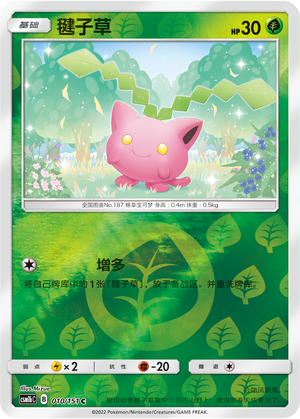 基础 毽子草 HP30
全国图鉴No.187 棉草宝可梦 身高：0.4m 体重：0.5kg
增多
将自己牌库中的1张「毽子草」，放于备战区。并重洗牌库。
弱点 ×2 抗性 -20 撤退
Illus. Mizue
CSM1bC D 010/151 C
©2022 Pokémon/Nintendo/Creatures/GAME FREAK.